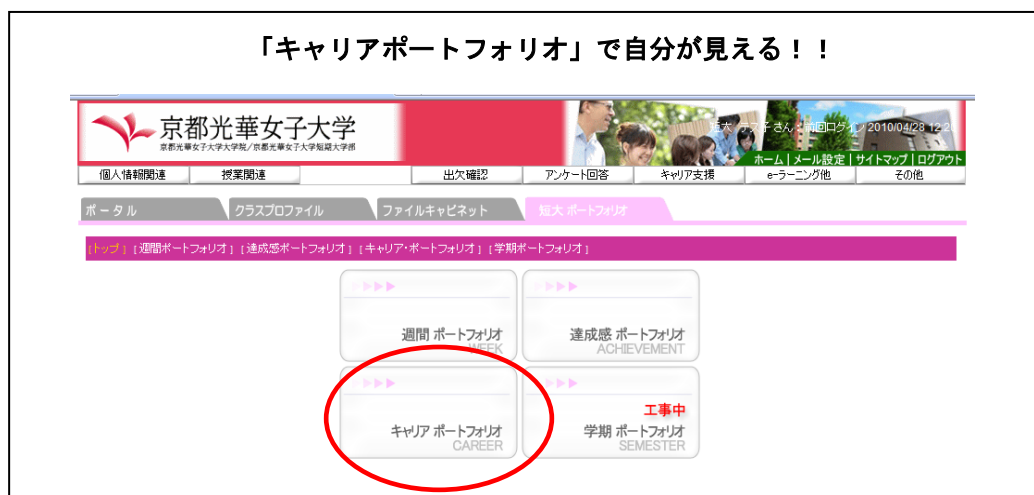 「キャリアポートフォリオ」で自分が見える！！
京都光華女子大学
京都光華女子大学大学院/京都光華女子大学短期大学部
短大 テス子 さん : 前回ログイン 2010/04/28 12:20
ホーム | メール設定 | サイトマップ | ログアウト
個人情報関連 授業関連 出欠確認 アンケート回答 キャリア支援 e-ラーニング他 その他
ポータル クラスプロファイル ファイルキャビネット 短大 ポートフォリオ
[トップ] [週間ポートフォリオ] [達成感ポートフォリオ] [キャリア・ポートフォリオ] [学期ポートフォリオ]
週間 ポートフォリオ
WEEK
達成感 ポートフォリオ
ACHIEVEMENT
キャリア ポートフォリオ
CAREER
工事中
学期 ポートフォリオ
SEMESTER